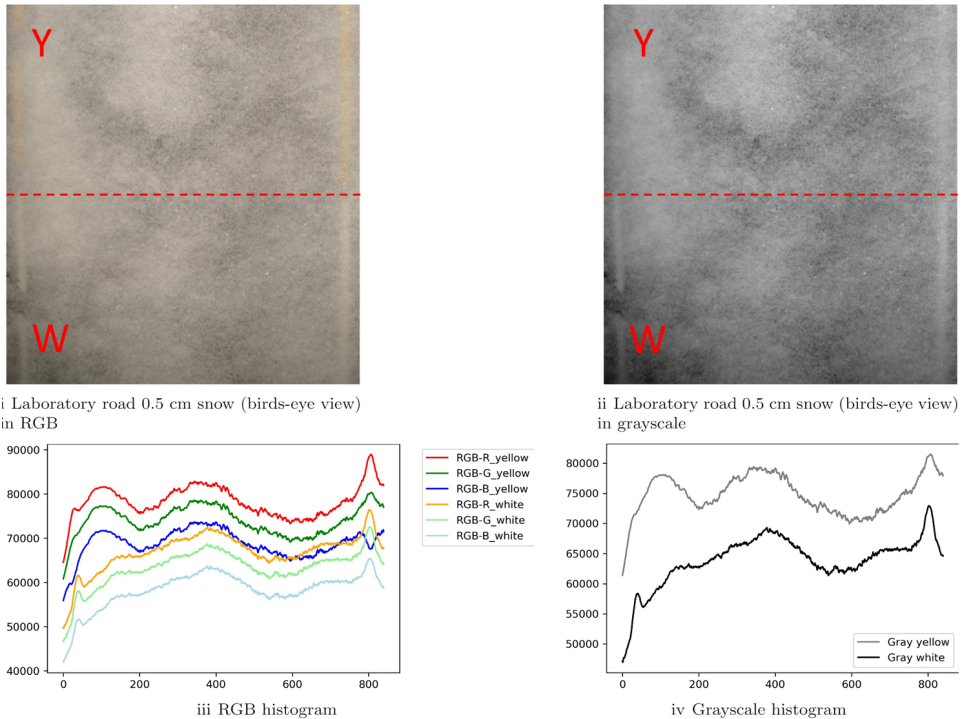 Y
W
Y
W
i Laboratory road 0.5 cm snow (birds-eye view)
in RGB
ii Laboratory road 0.5 cm snow (birds-eye view)
in grayscale
90000
80000
70000
60000
50000
40000
0
200
400
600
800
RGB-R_yellow
RGB-G_yellow
RGB-B_yellow
RGB-R_white
RGB-G_white
RGB-B_white
iii RGB histogram
80000
75000
70000
65000
60000
55000
50000
0
200
400
600
800
Gray yellow
Gray white
iv Grayscale histogram